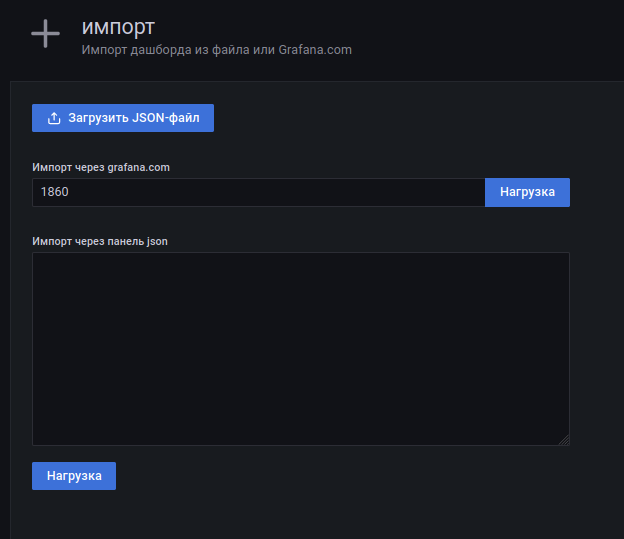 импорт
Импорт дашборда из файла или Grafana.com
Загрузить JSON-файл
Импорт через grafana.com
1860
Нагрузка
Импорт через панель json
Нагрузка